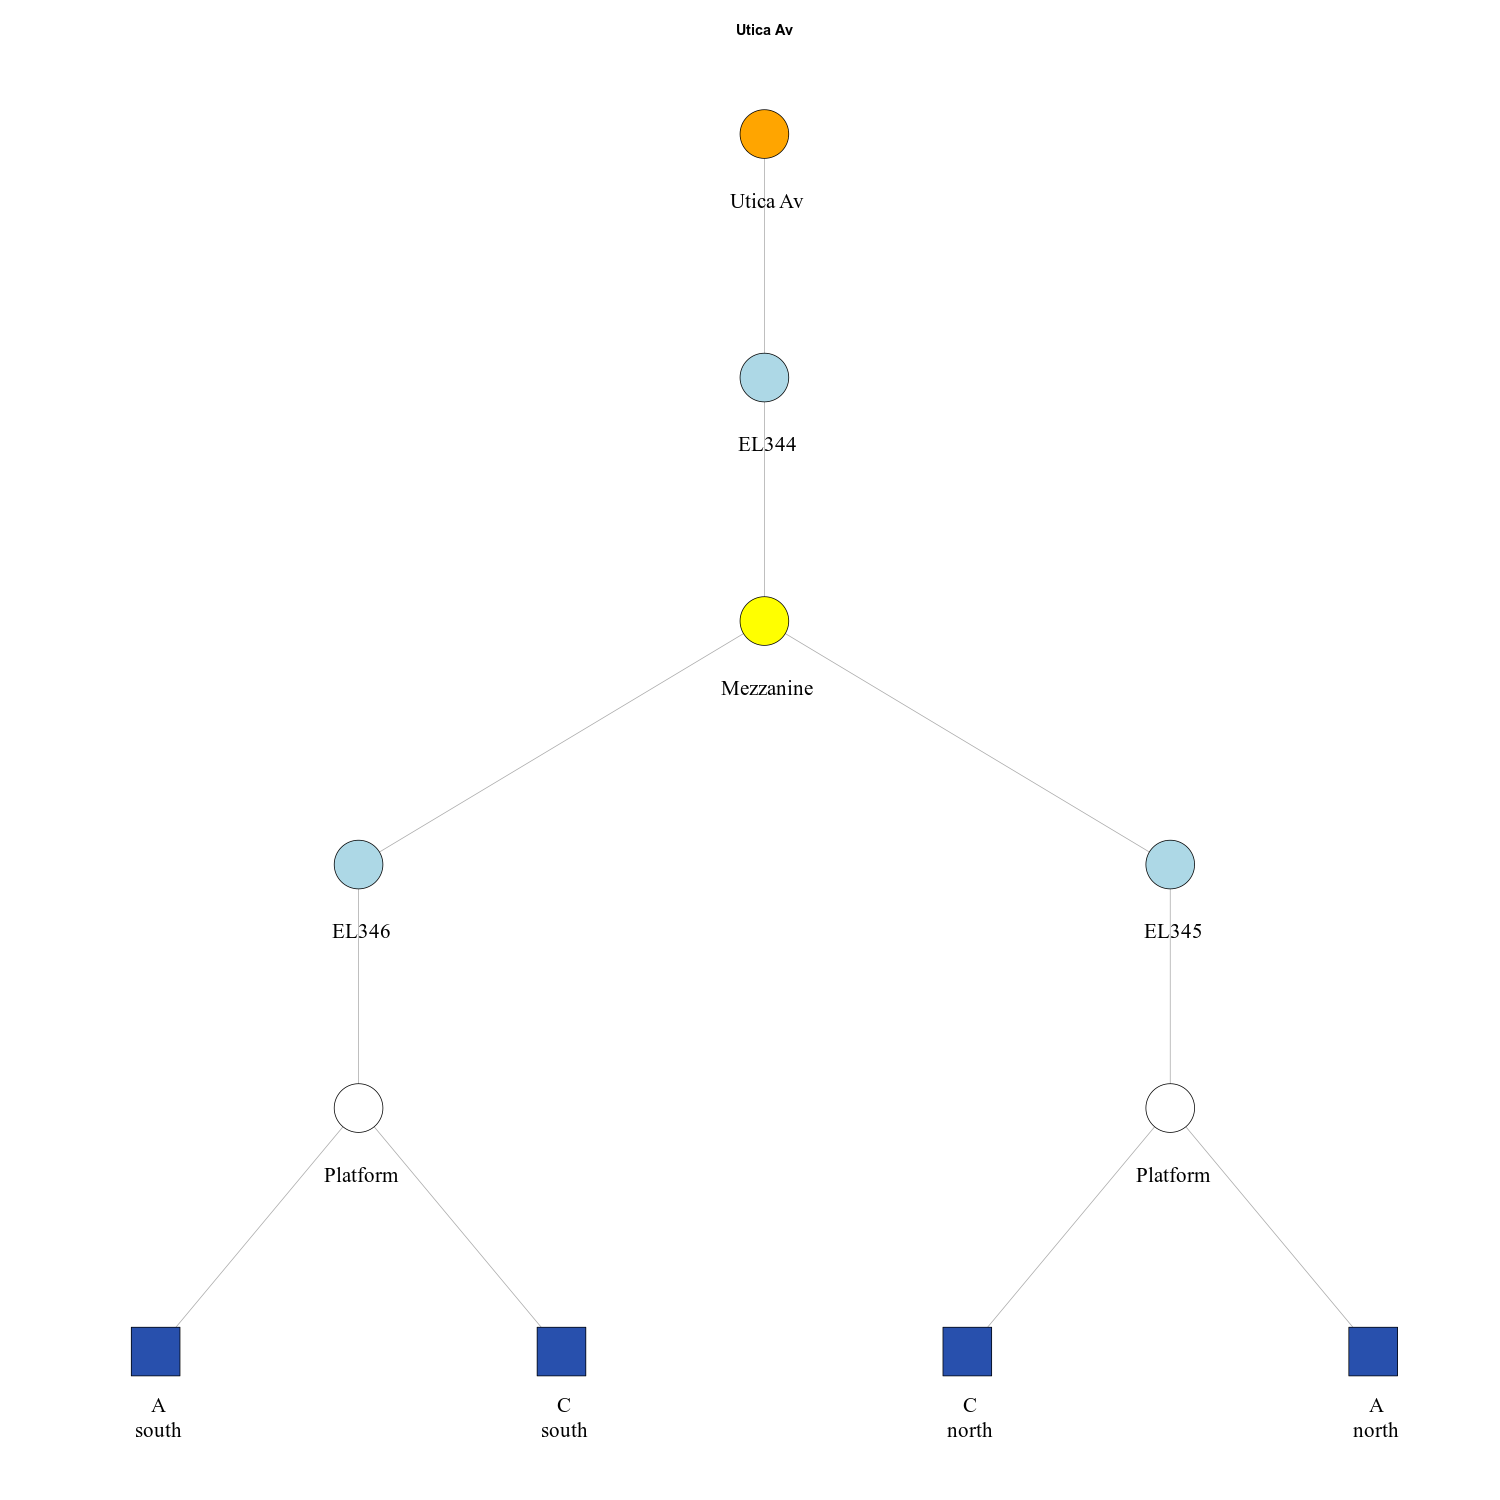 Utica Av
Utica Av
EL344
Mezzanine
EL346
EL345
Platform
Platform
A
south
C
south
C
north
A
north